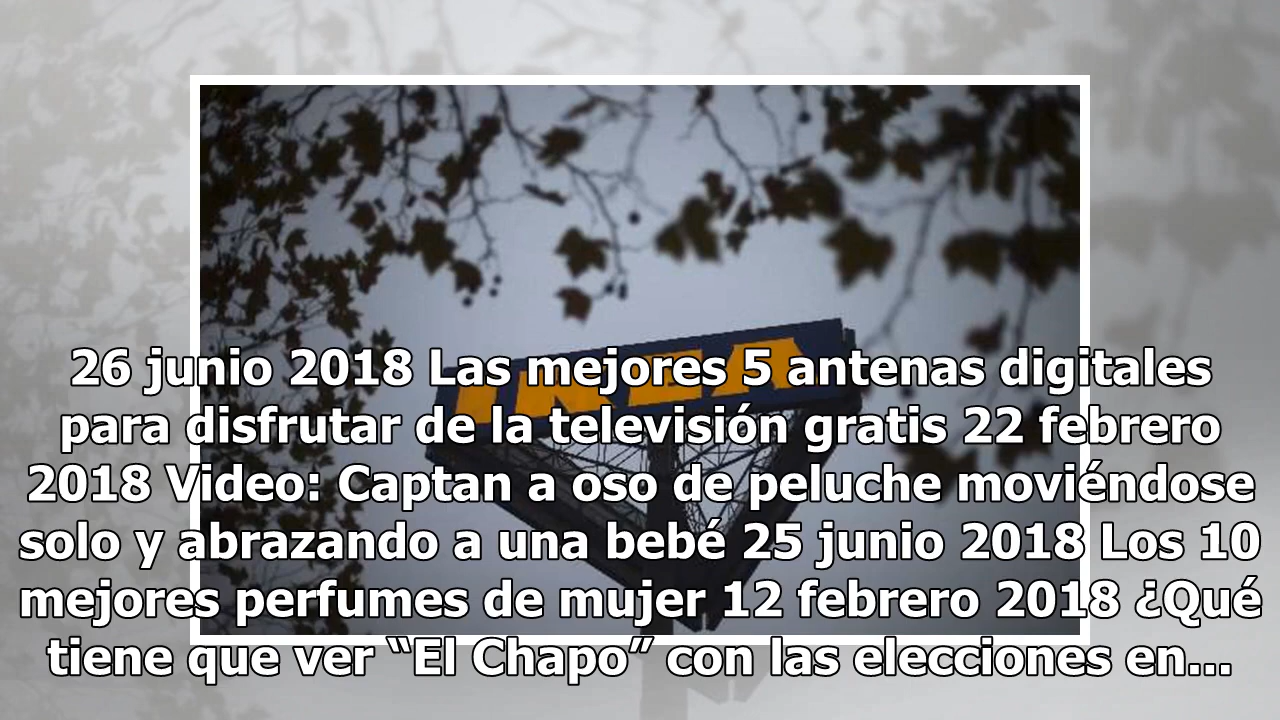 IKEA
26 junio 2018 Las mejores 5 antenas digitales
para disfrutar de la televisión gratis 22 febrero
2018 Video: Captan a oso de peluche moviéndose
solo y abrazando a una bebé 25 junio 2018 Los 10
mejores perfumes de mujer 12 febrero 2018 ¿Qué
tiene que ver “El Chapo” con las elecciones en...